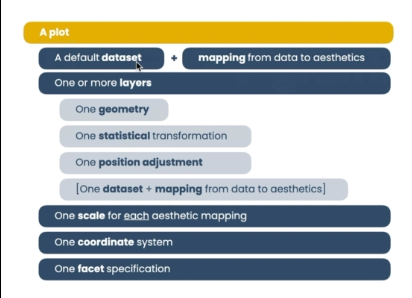 A plot
A default dataset + mapping from data to aesthetics
One or more layers
One geometry
One statistical transformation
One position adjustment
[One dataset + mapping from data to aesthetics]
One scale for each aesthetic mapping
One coordinate system
One facet specification